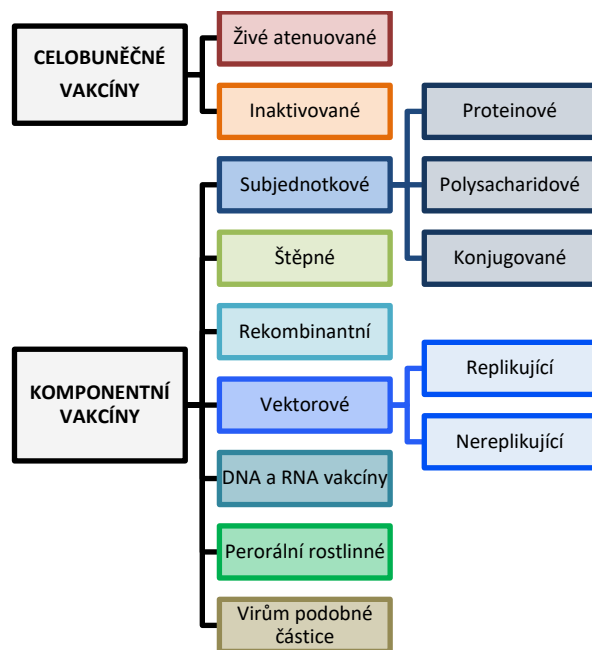 CELOBUNĚČNÉ
VAKCÍNY
Živé atenuované
Inaktivované
KOMPONENTNÍ
VAKCÍNY
Subjednotkové
Proteinové
Polysacharidové
Konjugované
Štěpné
Rekombinantní
Vektorové
Replikující
Nereplikující
DNA a RNA vakcíny
Perorální rostlinné
Virům podobné
částice